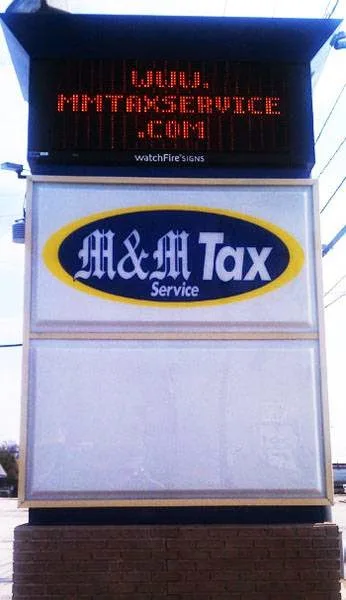 WWW.
MMTAXSERVICE
.COM
watchFire®SIGNS
M&M Tax
Service